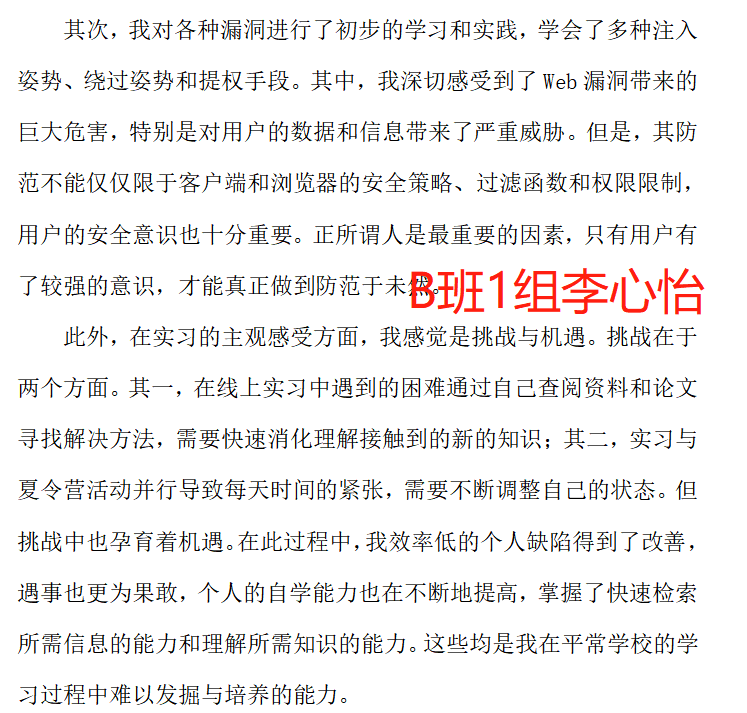 其次，我对各种漏洞进行了初步的学习和实践，学会了多种注入
姿势、绕过姿势和提权手段。其中，我深切感受到了 Web 漏洞带来的
巨大危害，特别是对用户的数据和信息带来了严重威胁。但是，其防
范不能仅仅限于客户端和浏览器的安全策略、过滤函数和权限限制，
用户的安全意识也十分重要。正所谓人是最重要的因素，只有用户有
了较强的意识，才能真正做到防范于未然。
B班1组李心怡
此外，在实习的主观感受方面，我感觉是挑战与机遇。挑战在于
两个方面。其一，在线上实习中遇到的困难通过自己查阅资料和论文
寻找解决方法，需要快速消化理解接触到的新的知识；其二，实习与
夏令营活动并行导致每天时间的紧张，需要不断调整自己的状态。但
挑战中也孕育着机遇。在此过程中，我效率低的个人缺陷得到了改善，
遇事也更为果敢，个人的自学能力也在不断地提高，掌握了快速检索
所需信息的能力和理解所需知识的能力。这些均是我在平常学校的学
习过程中难以发掘与培养的能力。